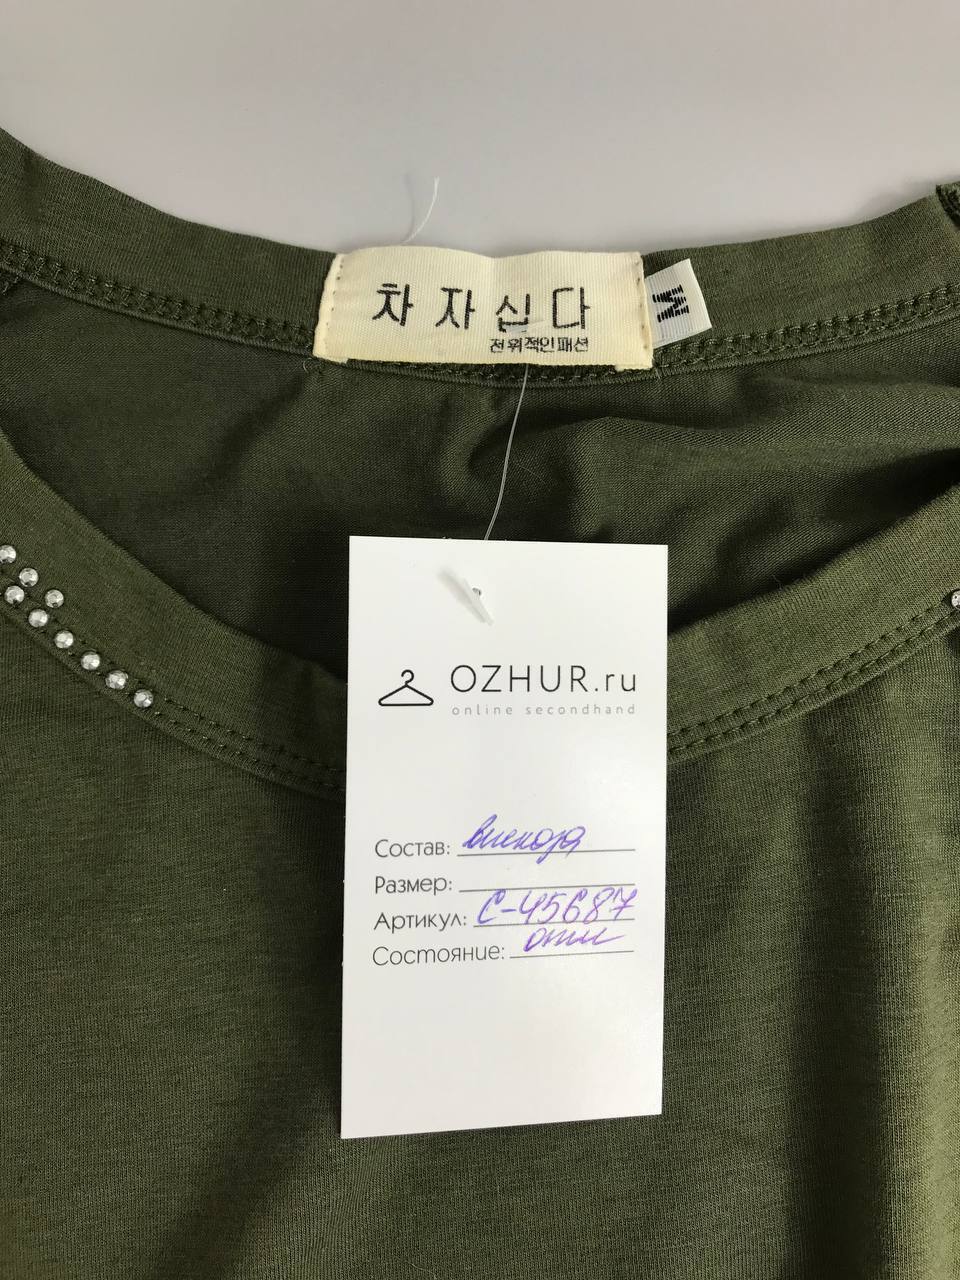 차자십다
전위적인패션
M
OZHUR.ru
online secondhand
Состав: вискоза
Размер:
Артикул: С-45687
Состояние: отл